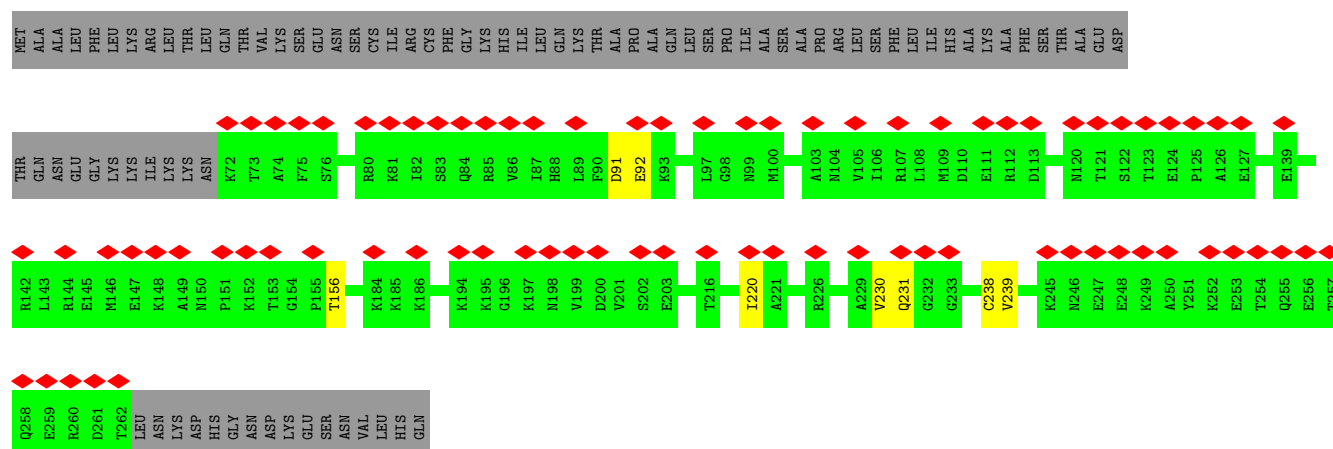 MET ALA ALA LEU PHE LEU LYS ARG LEU THR LEU GLN THR VAL LYS SER GLU ASN SER CYS ILE ARG CYS PHE GLY LYS HIS ILE LEU GLN LYS THR ALA PRO ALA GLN LEU SER PRO ILE ALA SER ALA PRO ARG LEU SER PHE LEU ILE HIS ALA LYS ALA PHE SER THR ALA GLU ASP
THR GLN ASN GLU GLY LYS LYS ILE LYS LYS ASN K72 T73 A74 F75 S76 R80 K81 I82 S83 Q84 R85 V86 I87 H88 L89 F90 D91 E92 K93 L97 G98 N99 M100 A103 N104 V105 I106 R107 L108 M109 D110 E111 R112 D113 N120 T121 S122 T123 E124 P125 A126 E127 E139
R142 L143 R144 E145 M146 E147 K148 A149 N150 P151 K152 T153 G154 P155 T156 K184 K185 K186 K194 K195 G196 K197 N198 V199 D200 V201 S202 E203 T216 I220 A221 R226 A229 V230 Q231 G232 G233 C238 V239 K245 N246 E247 E248 K249 A250 Y251 K252 E253 T254 Q255 E256 T257
Q258 E259 R260 D261 T262 LEU ASN LYS ASP HIS GLY ASN ASP LYS GLU SER ASN VAL LEU HIS GLN